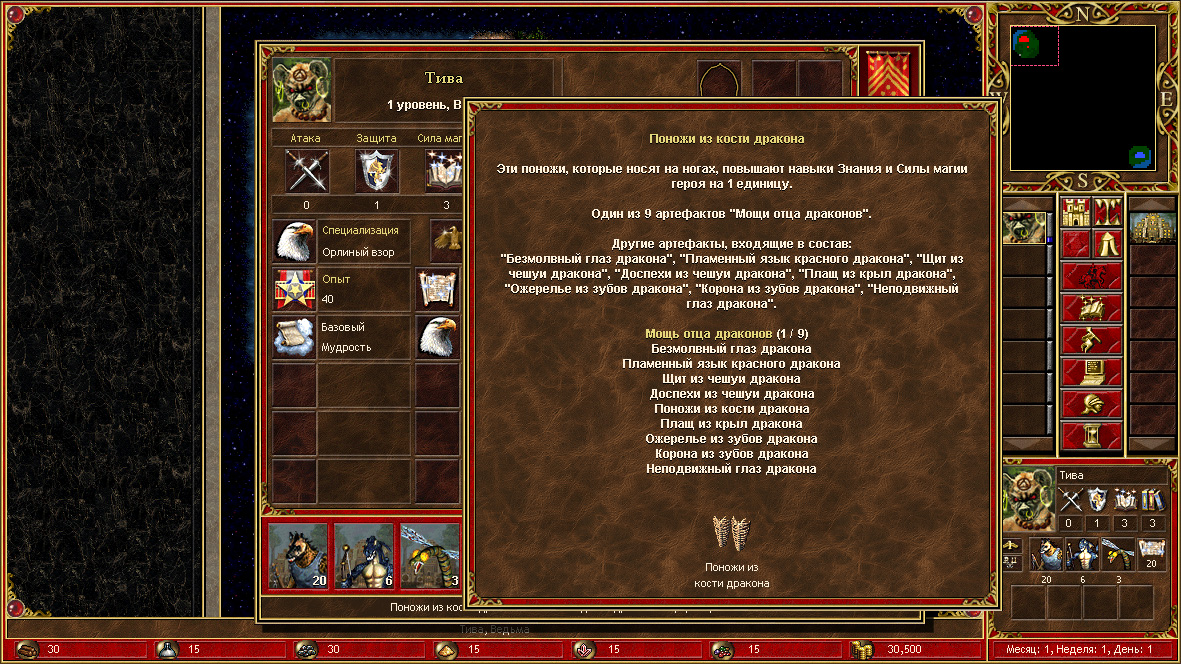 N
Тива
1 уровень, В
Атака
Защита
Сила маг
0
1
3
Специализация
Орлиный взор
Опыт
40
Базовый
Мудрость
20
6
3
Поножи из кос
Тива, Ведьма
Поножи из кости дракона
Эти поножи, которые носят на ногах, повышают навыки Знания и Силы магии
героя на 1 единицу.
Один из 9 артефактов "Мощи отца драконов".
Другие артефакты, входящие в состав:
"Безмолвный глаз дракона", "Пламенный язык красного дракона", "Щит из
чешуи дракона", "Доспехи из чешуи дракона", "Плащ из крыл дракона",
"Ожерелье из зубов дракона", "Корона из зубов дракона", "Неподвижный
глаз дракона".
Мощь отца драконов (1 / 9)
Безмолвный глаз дракона
Пламенный язык красного дракона
Щит из чешуи дракона
Доспехи из чешуи дракона
Поножи из кости дракона
Плащ из крыл дракона
Ожерелье из зубов дракона
Корона из зубов дракона
Неподвижный глаз дракона
Поножи из
кости дракона
E
S
Тива
0 1 3 3
20
20 6 3
30 15 30 15 15 15 30,500
Месяц: 1, Неделя: 1, День: 1